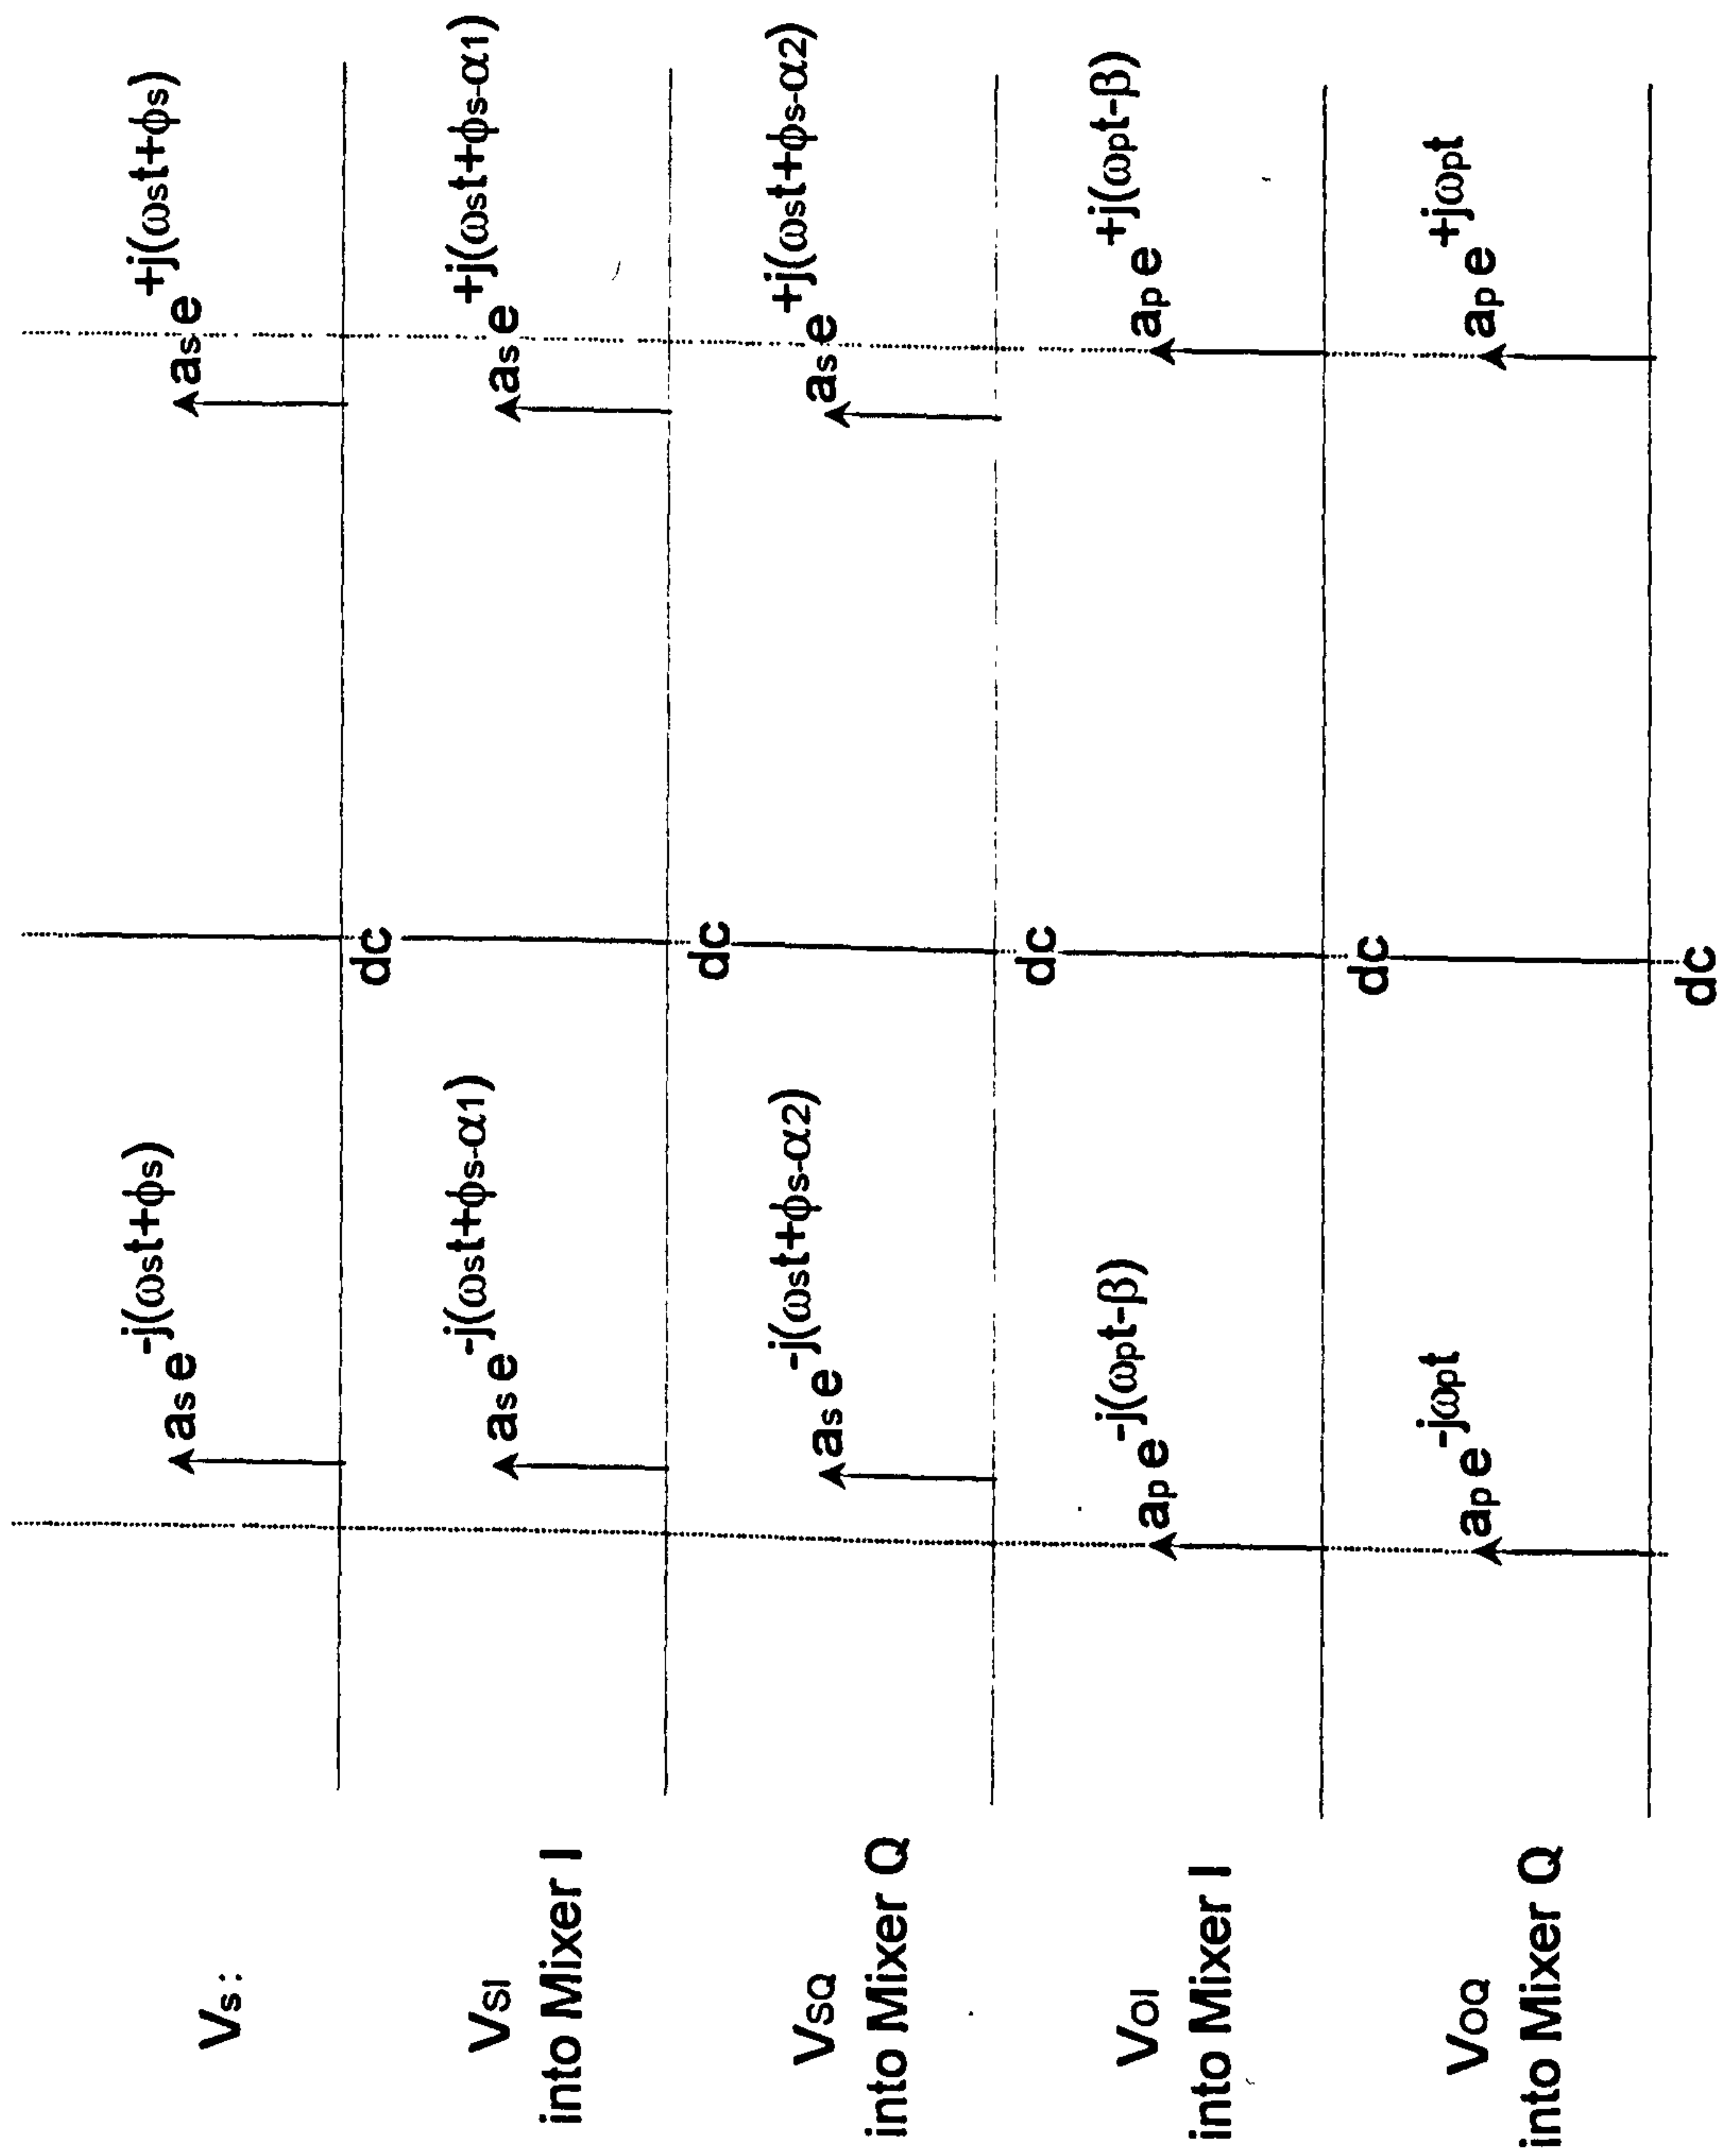 Vs:
as e-j(ωst+ϕs)
as e+j(ωst+ϕs)
dc
VSI
into Mixer I
as e-j(ωst+ϕs-α1)
as e+j(ωst+ϕs-α1)
dc
VSQ
into Mixer Q
as e-j(ωst+ϕs-α2)
as e+j(ωst+ϕs-α2)
dc
VOI
into Mixer I
ap e-j(ωpt-β)
ap e+j(ωpt-β)
dc
VOQ
into Mixer Q
ap e-jωpt
ap e+jωpt
dc